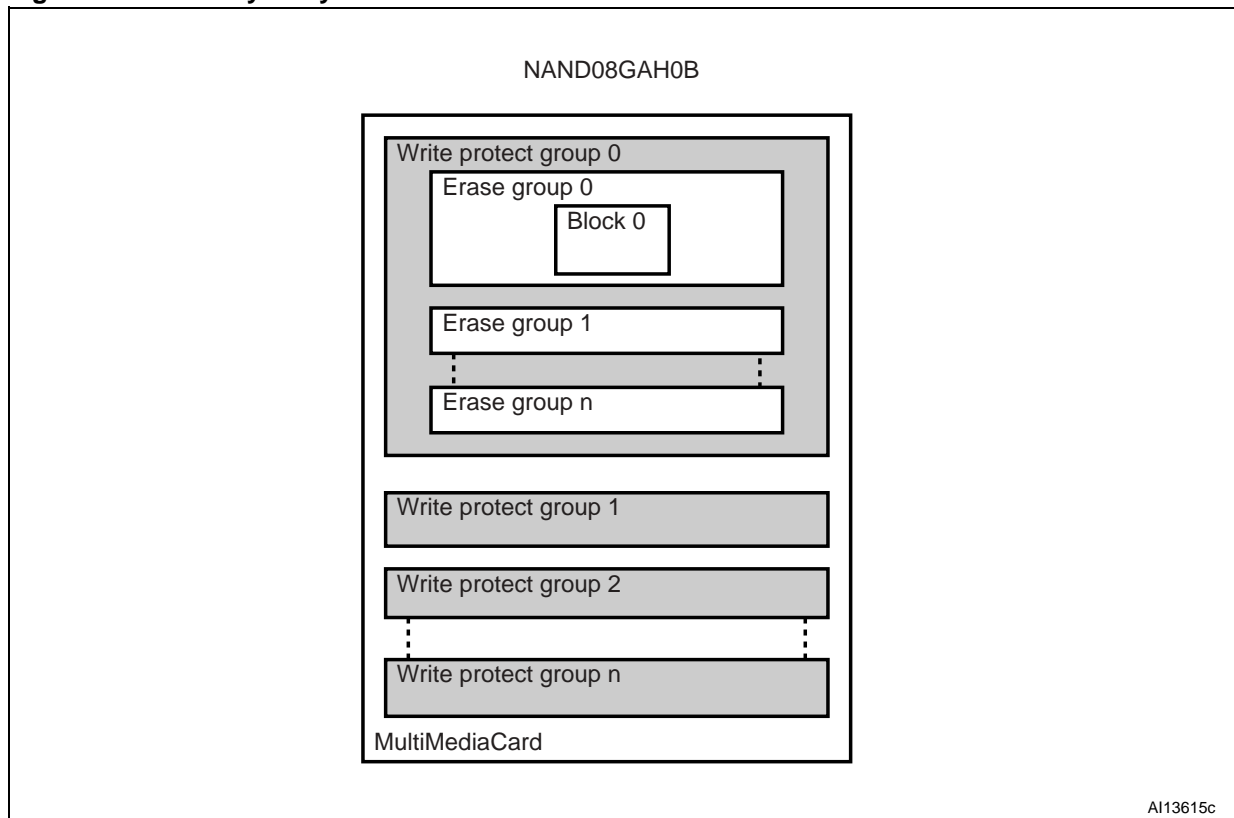 NAND08GAH0B
Write protect group 0
Erase group 0
Block 0
Erase group 1
Erase group n
Write protect group 1
Write protect group 2
Write protect group n
MultiMediaCard
AI13615c